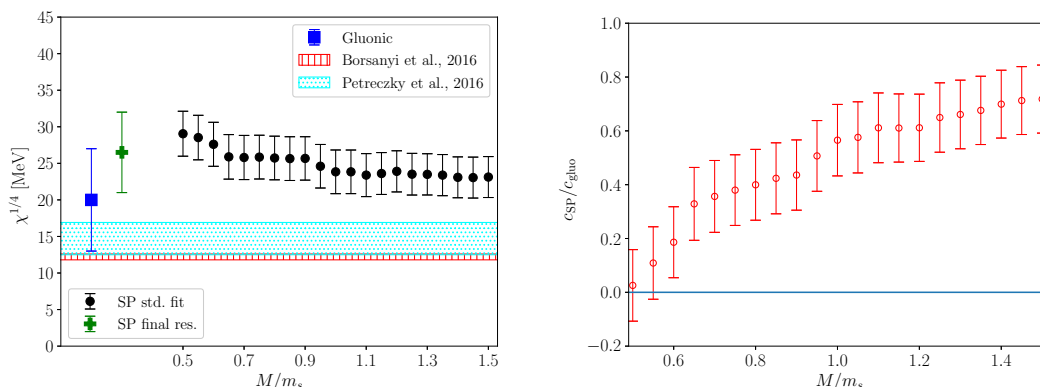 45
40
35
30
25
20
15
10
5
0
χ^{1/4} [MeV]
Gluonic
Borsanyi et al., 2016
Petreczky et al., 2016
SP std. fit
SP final res.
0.5 0.7 0.9 1.1 1.3 1.5
M/m_s
1.0
0.8
0.6
0.4
0.2
0.0
−0.2
c_SP/c_gluo
0.6 0.8 1.0 1.2 1.4
M/m_s